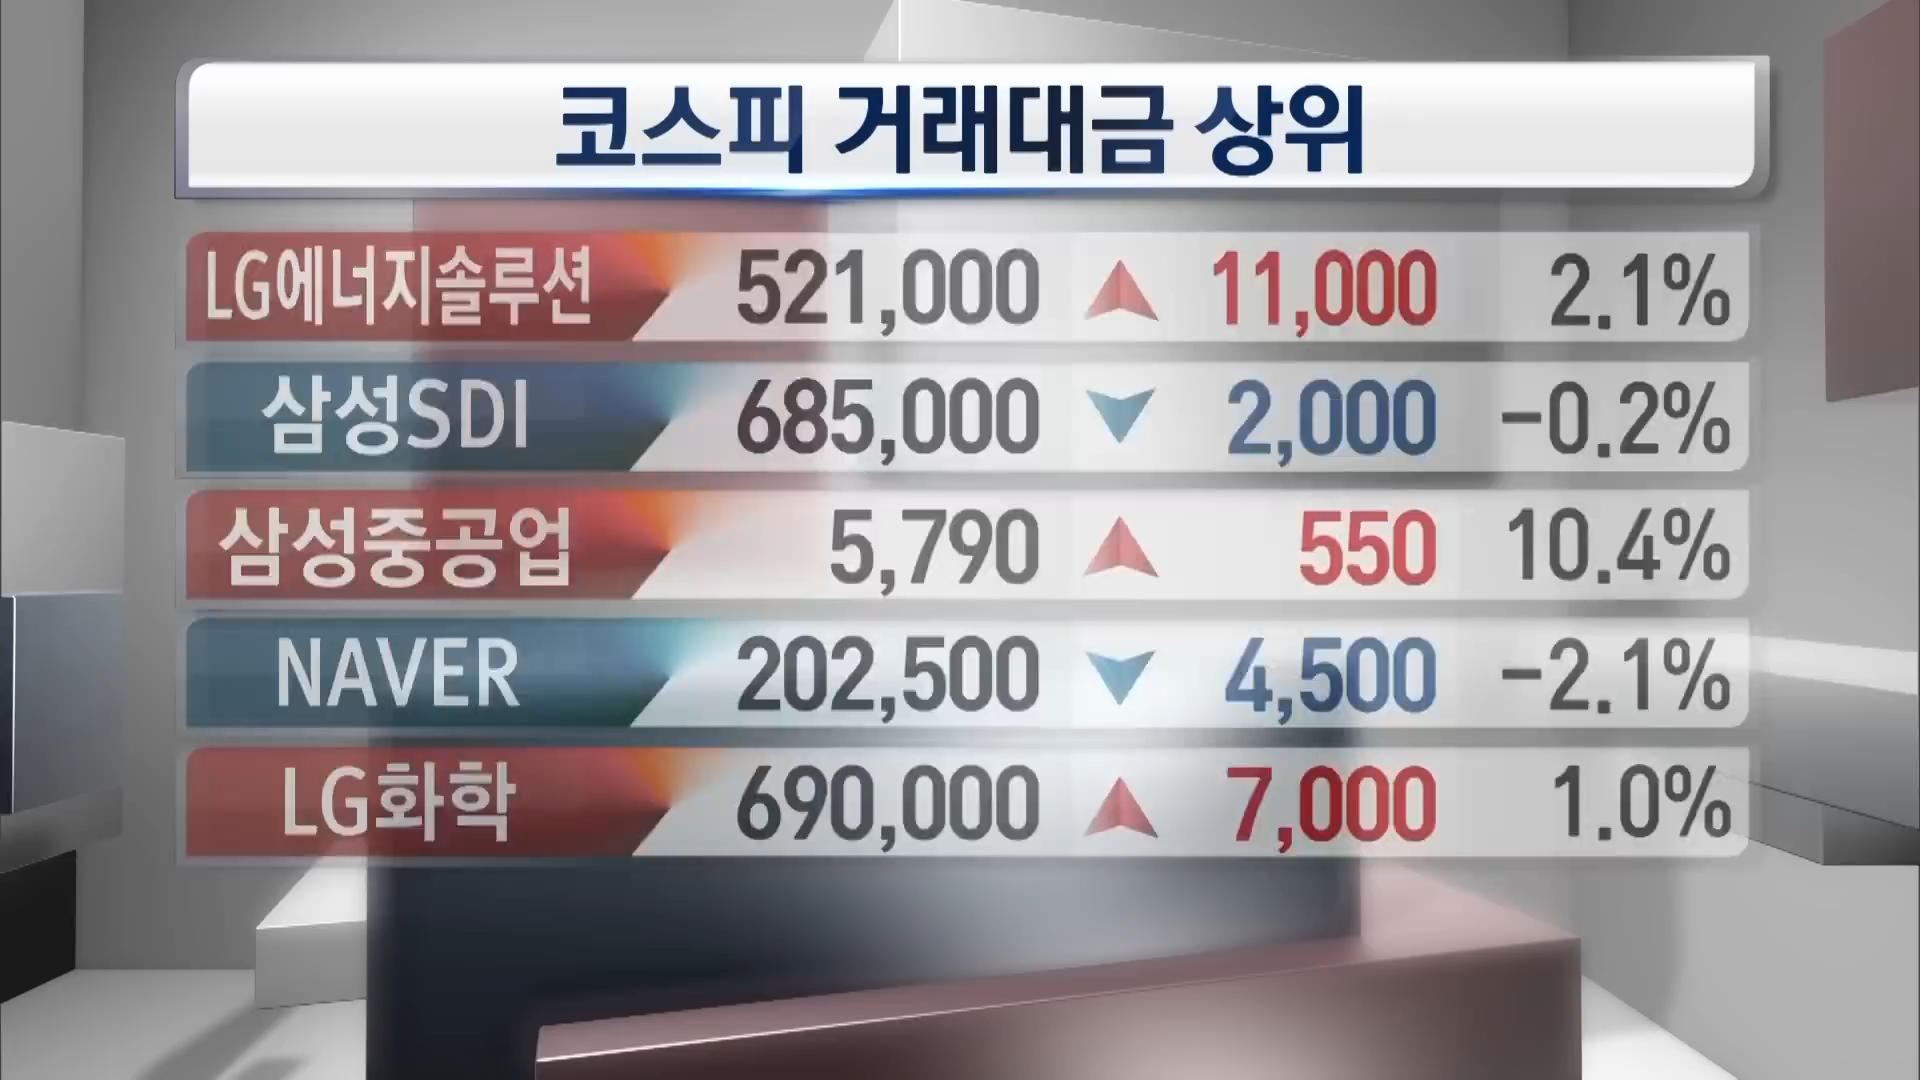 코스피 거래대금 상위
LG에너지솔루션 521,000 ▲ 11,000 2.1%
삼성SDI 685,000 ▼ 2,000 -0.2%
삼성중공업 5,790 ▲ 550 10.4%
NAVER 202,500 ▼ 4,500 -2.1%
LG화학 690,000 ▲ 7,000 1.0%